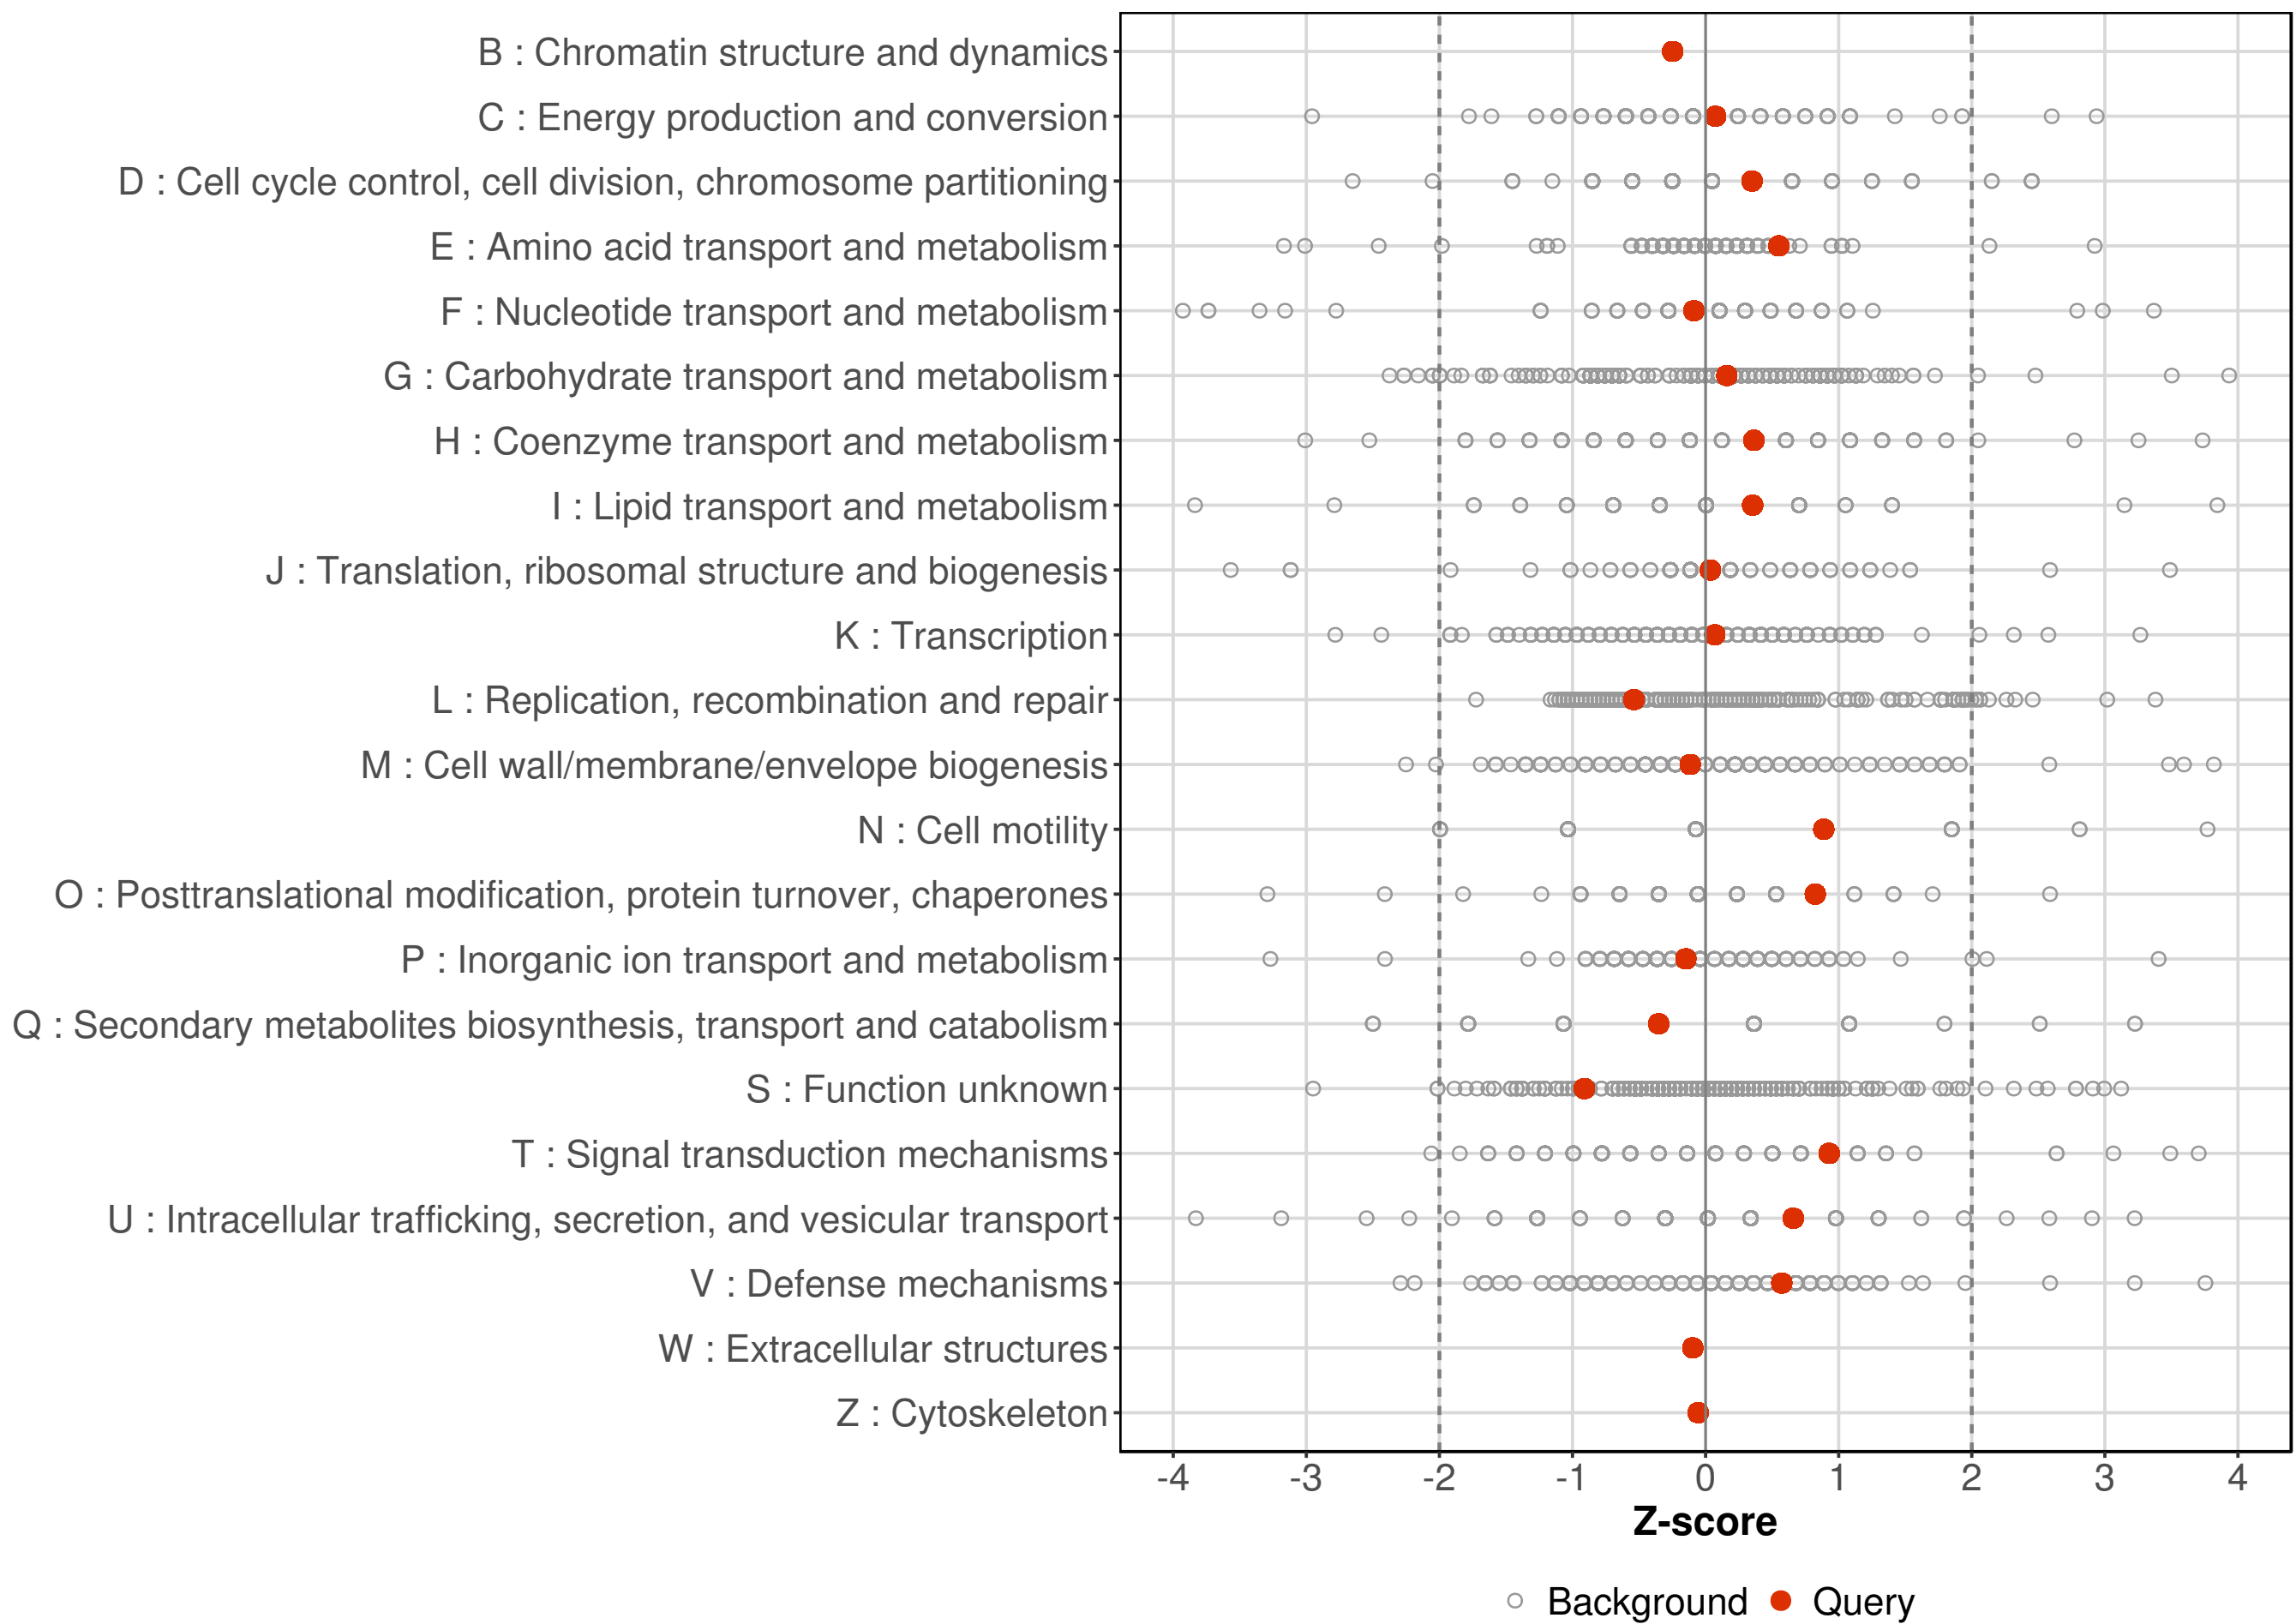 B : Chromatin structure and dynamics
C : Energy production and conversion
D : Cell cycle control, cell division, chromosome partitioning
E : Amino acid transport and metabolism
F : Nucleotide transport and metabolism
G : Carbohydrate transport and metabolism
H : Coenzyme transport and metabolism
I : Lipid transport and metabolism
J : Translation, ribosomal structure and biogenesis
K : Transcription
L : Replication, recombination and repair
M : Cell wall/membrane/envelope biogenesis
N : Cell motility
O : Posttranslational modification, protein turnover, chaperones
P : Inorganic ion transport and metabolism
Q : Secondary metabolites biosynthesis, transport and catabolism
S : Function unknown
T : Signal transduction mechanisms
U : Intracellular trafficking, secretion, and vesicular transport
V : Defense mechanisms
W : Extracellular structures
Z : Cytoskeleton
-4 -3 -2 -1 0 1 2 3 4
Z-score
Background Query